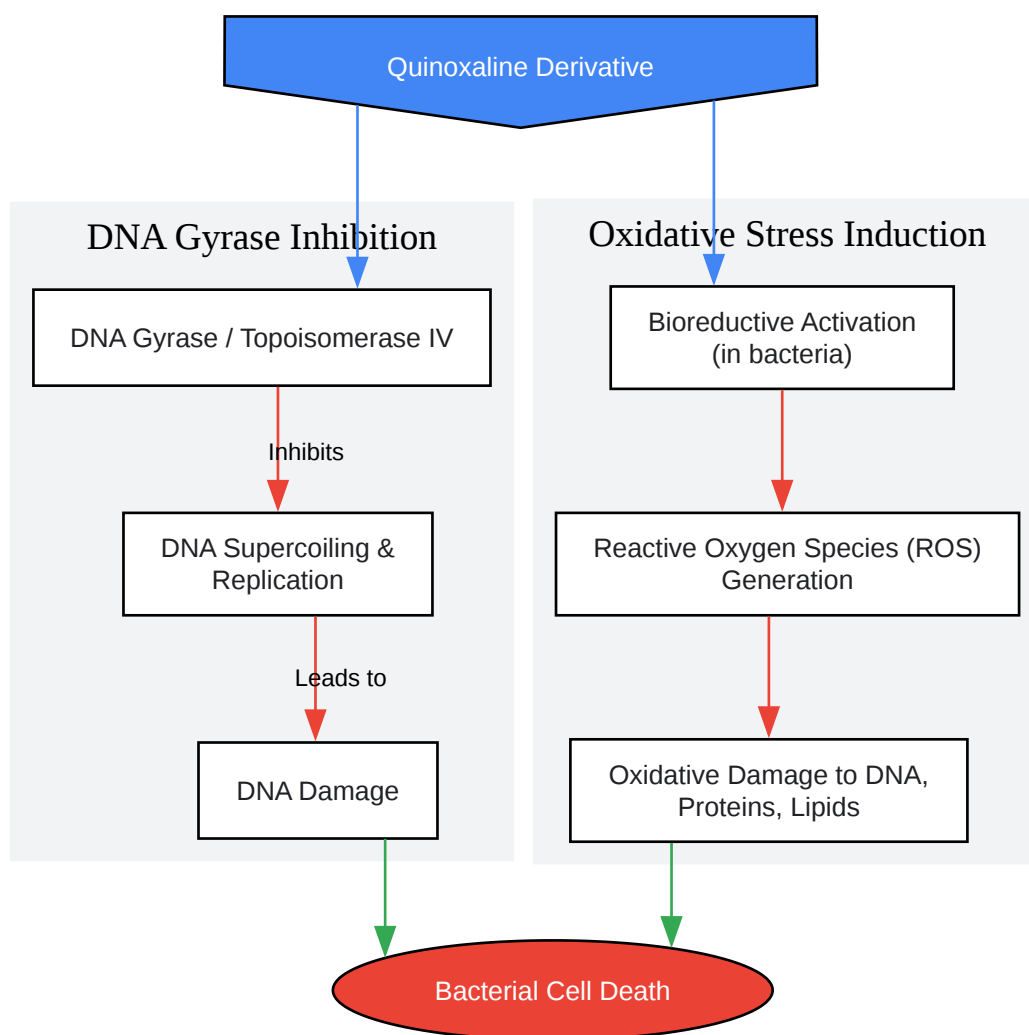 Quinoxaline Derivative
DNA Gyrase Inhibition
DNA Gyrase / Topoisomerase IV
Inhibits
DNA Supercoiling &
Replication
Leads to
DNA Damage
Oxidative Stress Induction
Bioreductive Activation
(in bacteria)
Reactive Oxygen Species (ROS)
Generation
Oxidative Damage to DNA,
Proteins, Lipids
Bacterial Cell Death